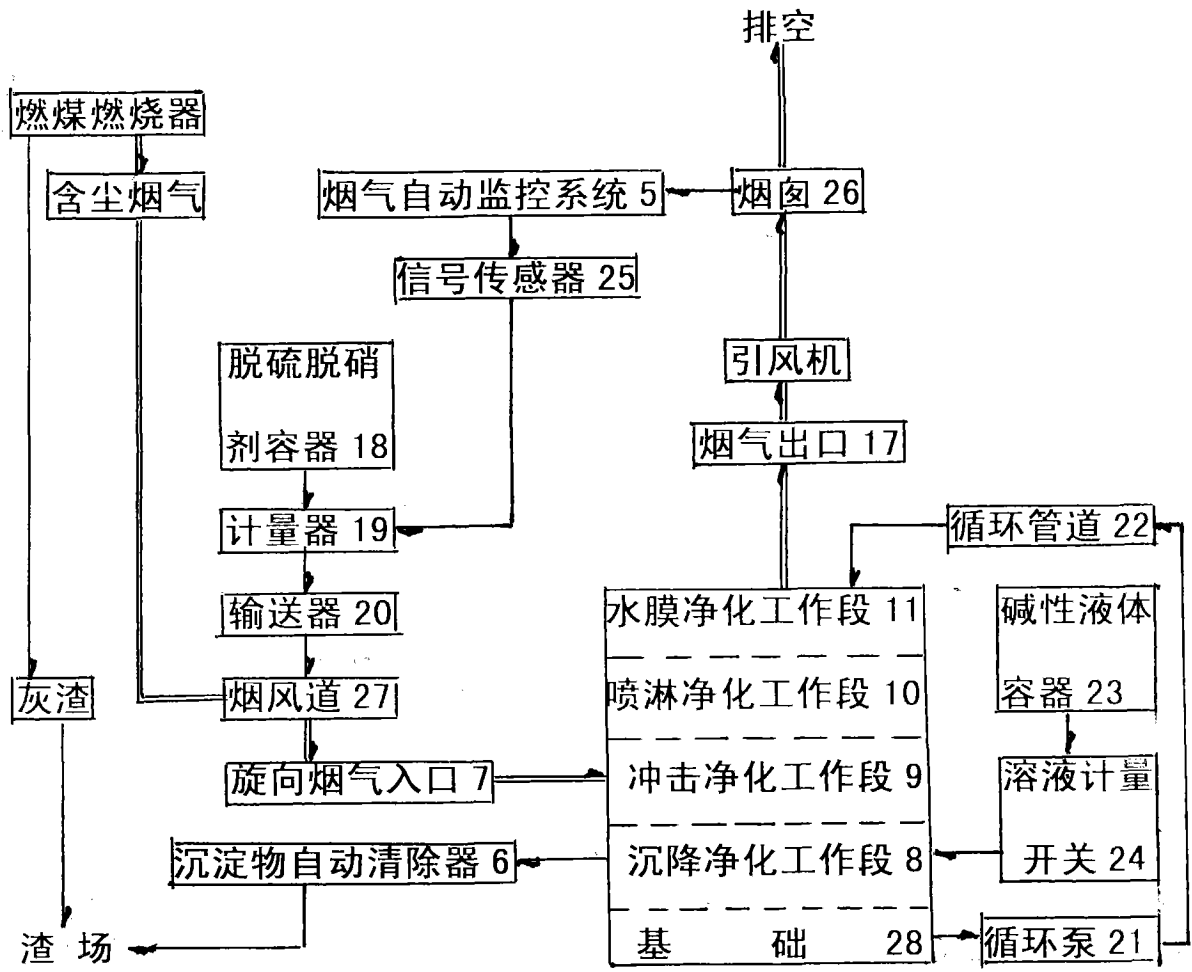 排空
燃煤燃烧器
含尘烟气
烟气自动监控系统 5
烟囱 26
信号传感器 25
脱硫脱硝
剂容器 18
引风机
烟气出口 17
计量器 19
循环管道 22
输送器 20
水膜净化工作段 11
碱性液体
容器 23
灰渣
烟风道 27
喷淋净化工作段 10
旋向烟气入口 7
冲击净化工作段 9
溶液计量
开关 24
沉淀物自动清除器 6
沉降净化工作段 8
渣 场
基 础 28
循环泵 21